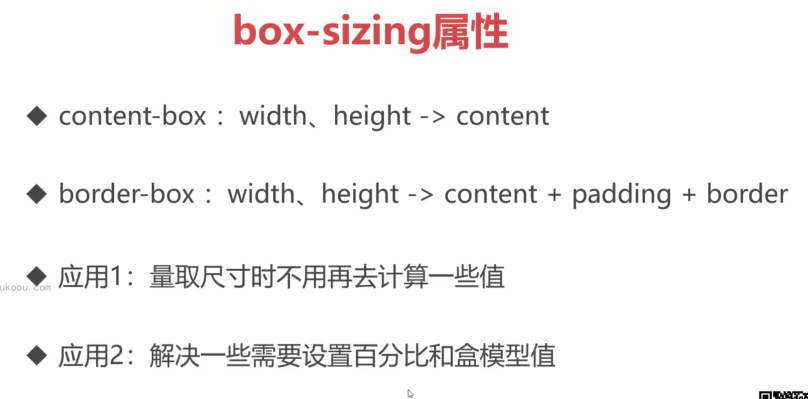 box-sizing属性
◆ content-box ：width、height -> content
◆ border-box ：width、height -> content + padding + border
◆ 应用1：量取尺寸时不用再去计算一些值
ukoou.com
◆ 应用2：解决一些需要设置百分比和盒模型值